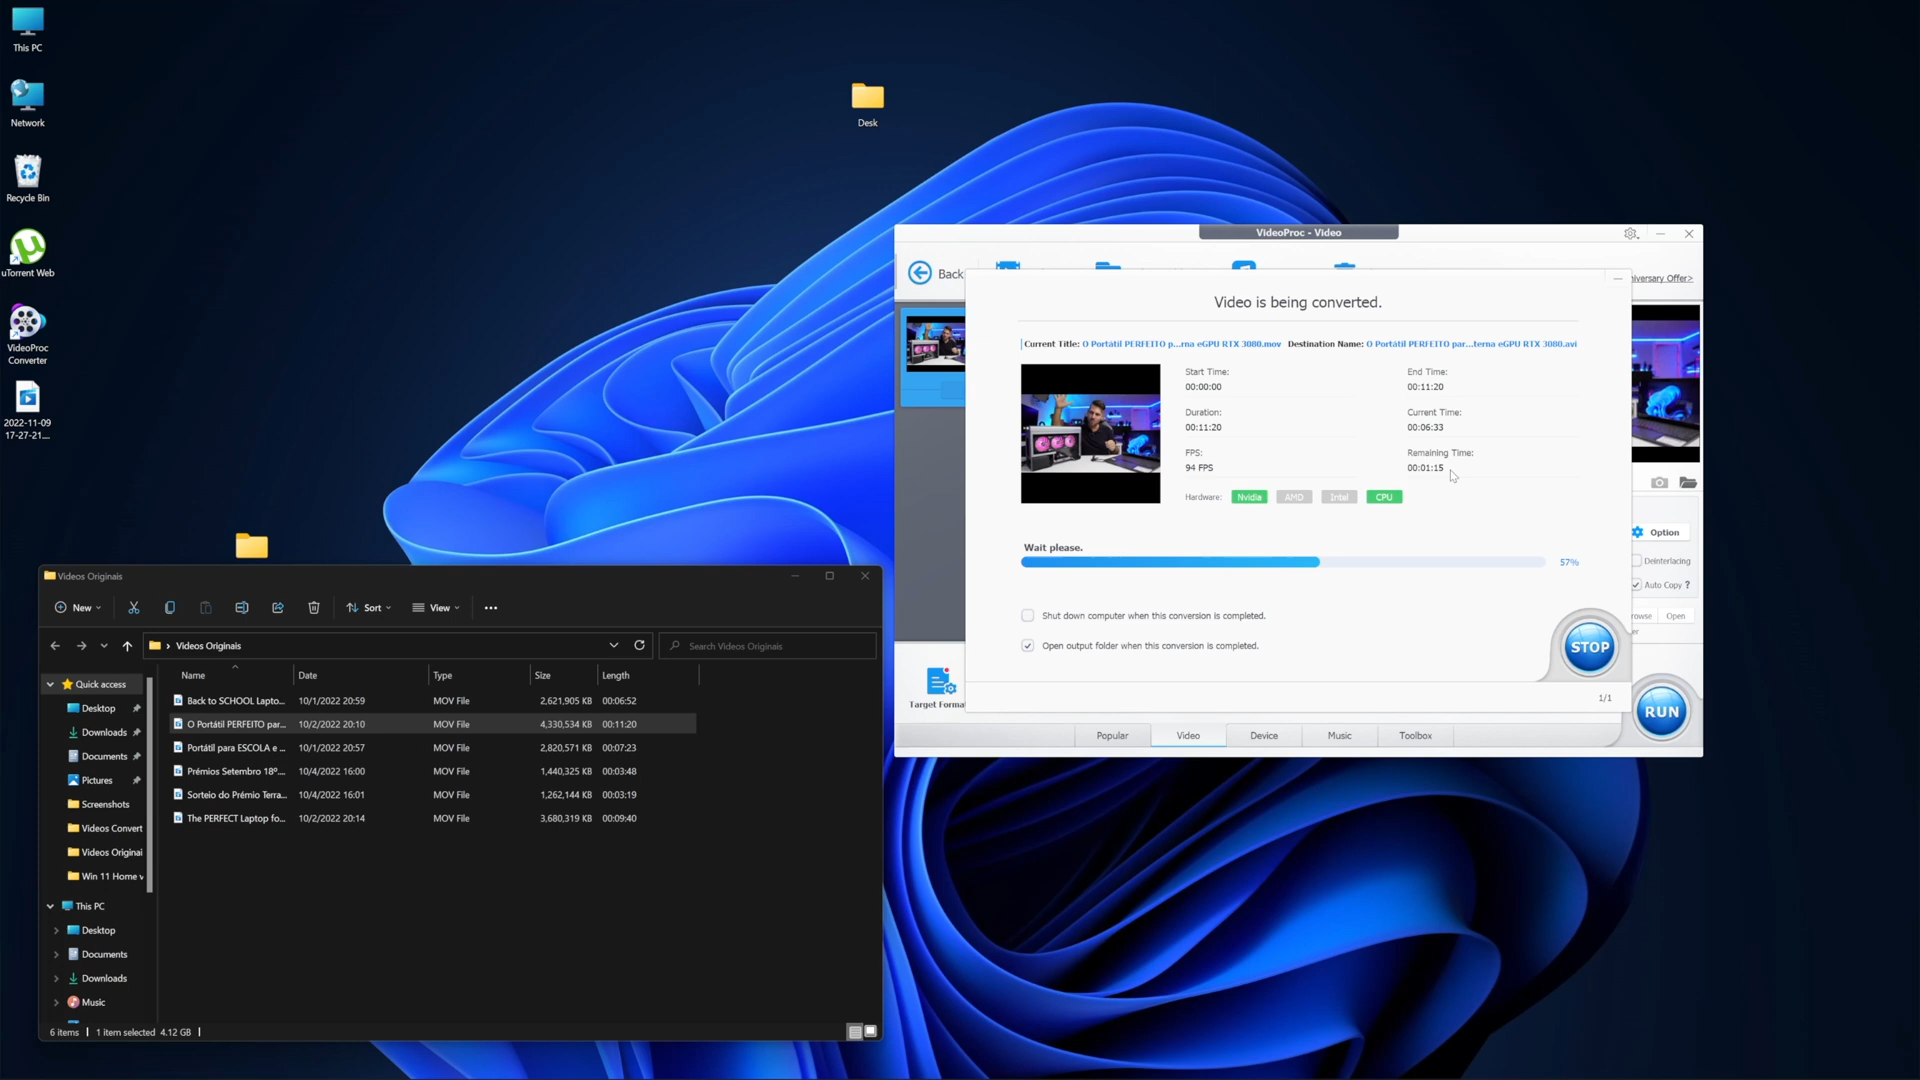 This PC
Network
Recycle Bin
uTorrent Web
VideoProc
Converter
2022-11-09
17-27-21...
Desk
Videos Originais
New
Sort
View
Videos Originais
Search Videos Originais
Name
Date
Type
Size
Length
Quick access
Desktop
Downloads
Documents
Pictures
Screenshots
Videos Convert
Videos Originai
Win 11 Home v
This PC
Desktop
Documents
Downloads
Music
Back to SCHOOL Lapto... 10/1/2022 20:59 MOV File 2,621,905 KB 00:06:52
O Portátil PERFEITO par... 10/2/2022 20:10 MOV File 4,330,534 KB 00:11:20
Portátil para ESCOLA e ... 10/1/2022 20:57 MOV File 2,820,571 KB 00:07:23
Prémios Setembro 18º... 10/4/2022 16:00 MOV File 1,440,325 KB 00:03:48
Sorteio do Prémio Terra... 10/4/2022 16:01 MOV File 1,262,144 KB 00:03:19
The PERFECT Laptop fo... 10/2/2022 20:14 MOV File 3,680,319 KB 00:09:40
6 items 1 item selected 4.12 GB
VideoProc - Video
Back
iversary Offer>
Video is being converted.
Current Title: O Portátil PERFEITO p...rna eGPU RTX 3080.mov Destination Name: O Portátil PERFEITO par...terna eGPU RTX 3080.avi
Start Time:
00:00:00
End Time:
00:11:20
Duration:
00:11:20
Current Time:
00:06:33
FPS:
94 FPS
Remaining Time:
00:01:15
Hardware: Nvidia AMD Intel CPU
Wait please.
57%
Shut down computer when this conversion is completed.
Open output folder when this conversion is completed.
STOP
1/1
Option
Deinterlacing
Auto Copy ?
rowse Open
er
Target Forma
RUN
Popular Video Device Music Toolbox